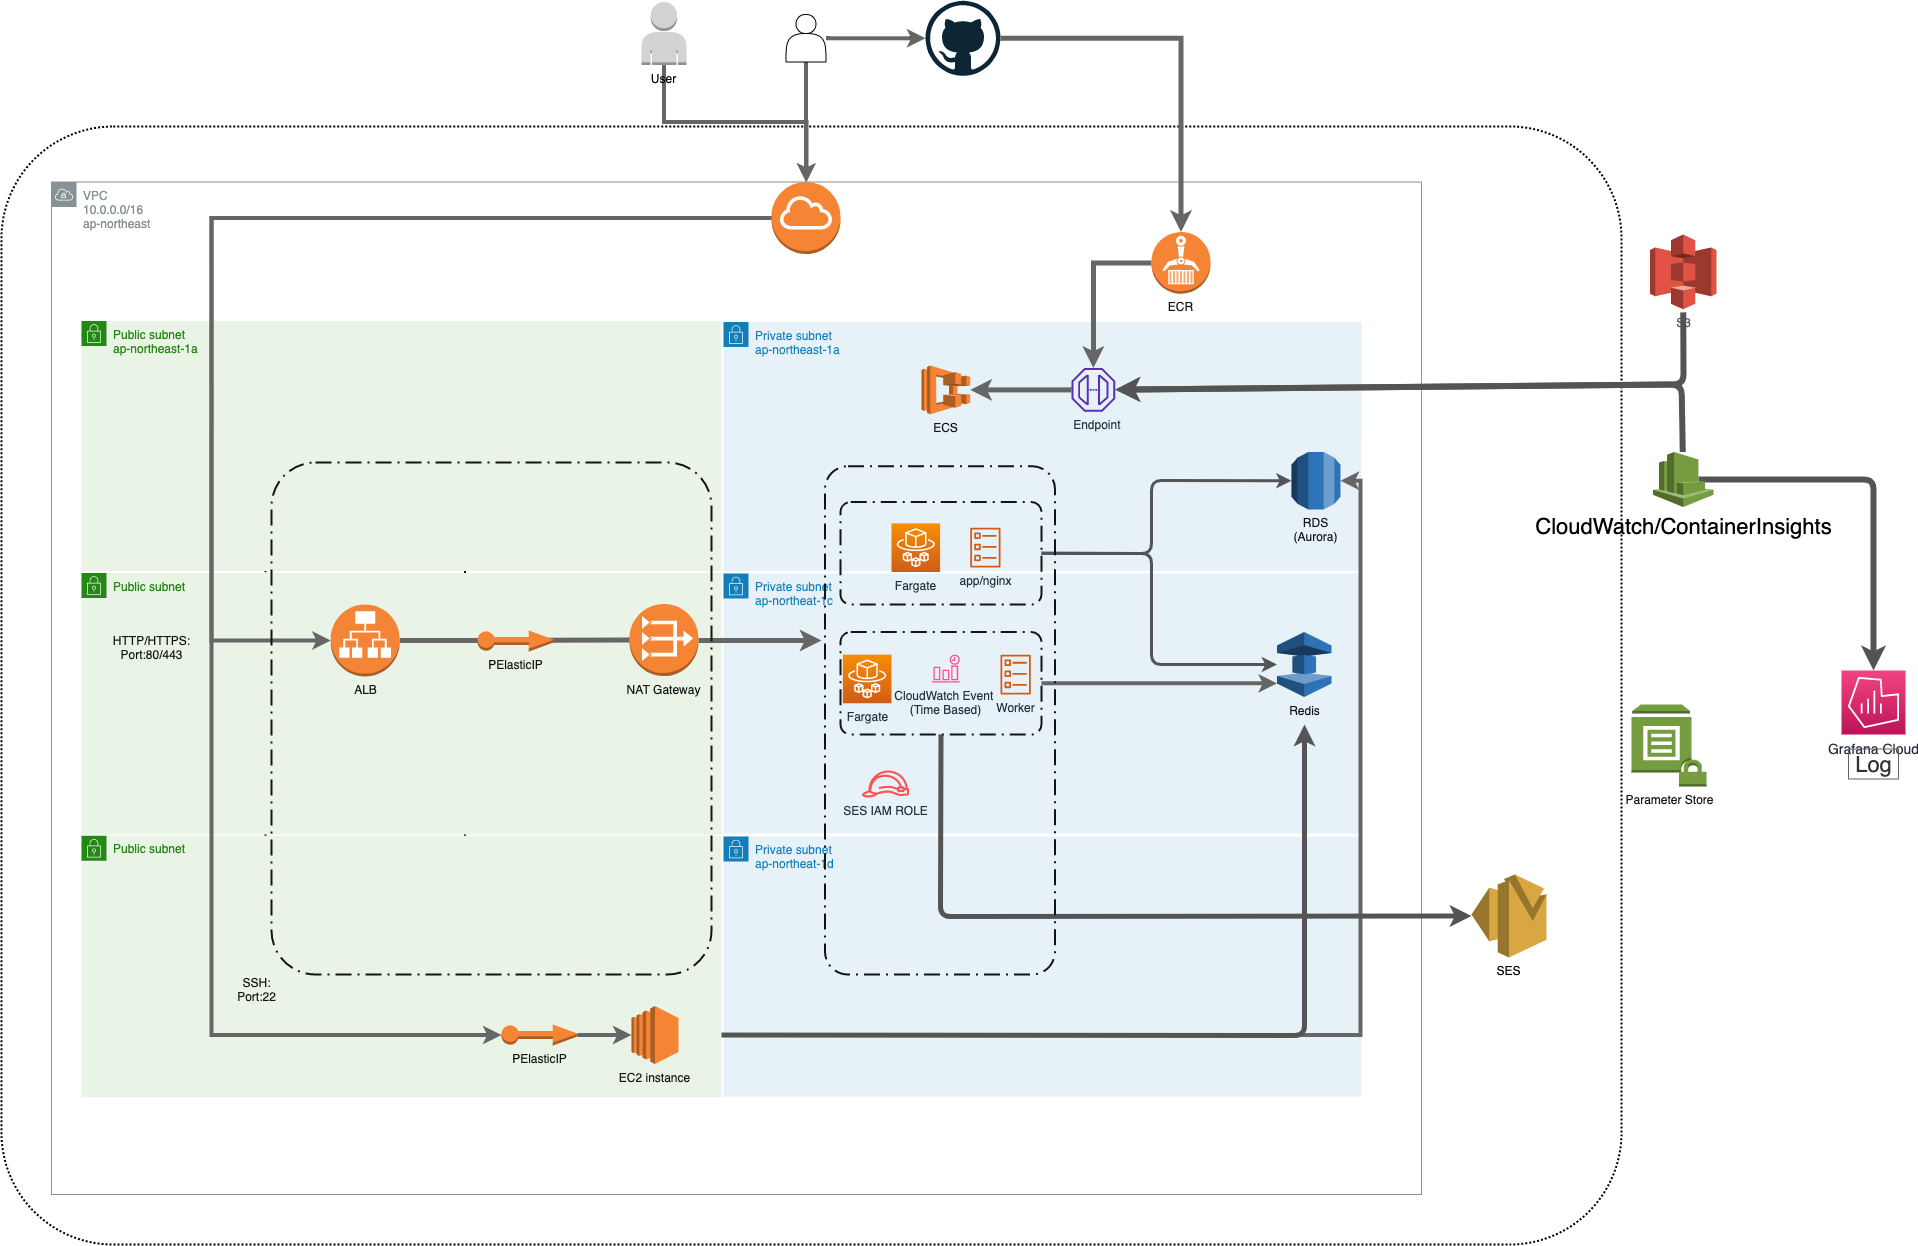 User
VPC
10.0.0.0/16
ap-northeast
ECR
S3
Public subnet
ap-northeast-1a
Private subnet
ap-northeast-1a
ECS
Endpoint
RDS
(Aurora)
CloudWatch/ContainerInsights
Fargate
app/nginx
Public subnet
Private subnet
ap-northeat-1c
HTTP/HTTPS:
Port:80/443
ALB
PElasticIP
NAT Gateway
Fargate
CloudWatch Event
(Time Based)
Worker
Redis
Grafana Cloud
Log
Parameter Store
SES IAM ROLE
Public subnet
Private subnet
ap-northeat-1d
SES
SSH:
Port:22
PElasticIP
EC2 instance